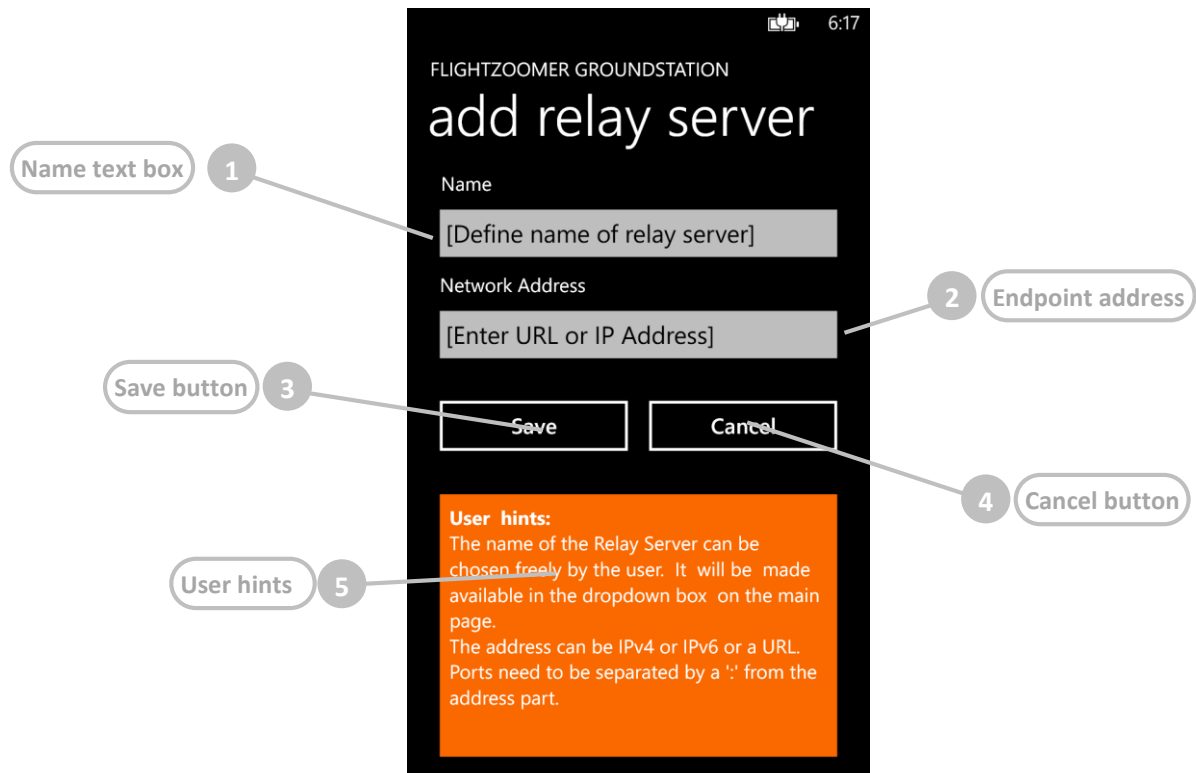 6:17
FLIGHTZOOMER GROUNDSTATION
add relay server
Name text box
1
Name
[Define name of relay server]
Network Address
2
Endpoint address
[Enter URL or IP Address]
Save button
3
Save
Cancel
4
Cancel button
User hints:
The name of the Relay Server can be
chosen freely by the user. It will be made
available in the dropdown box on the main
page.
The address can be IPv4 or IPv6 or a URL.
Ports need to be separated by a ':' from the
address part.
User hints
5